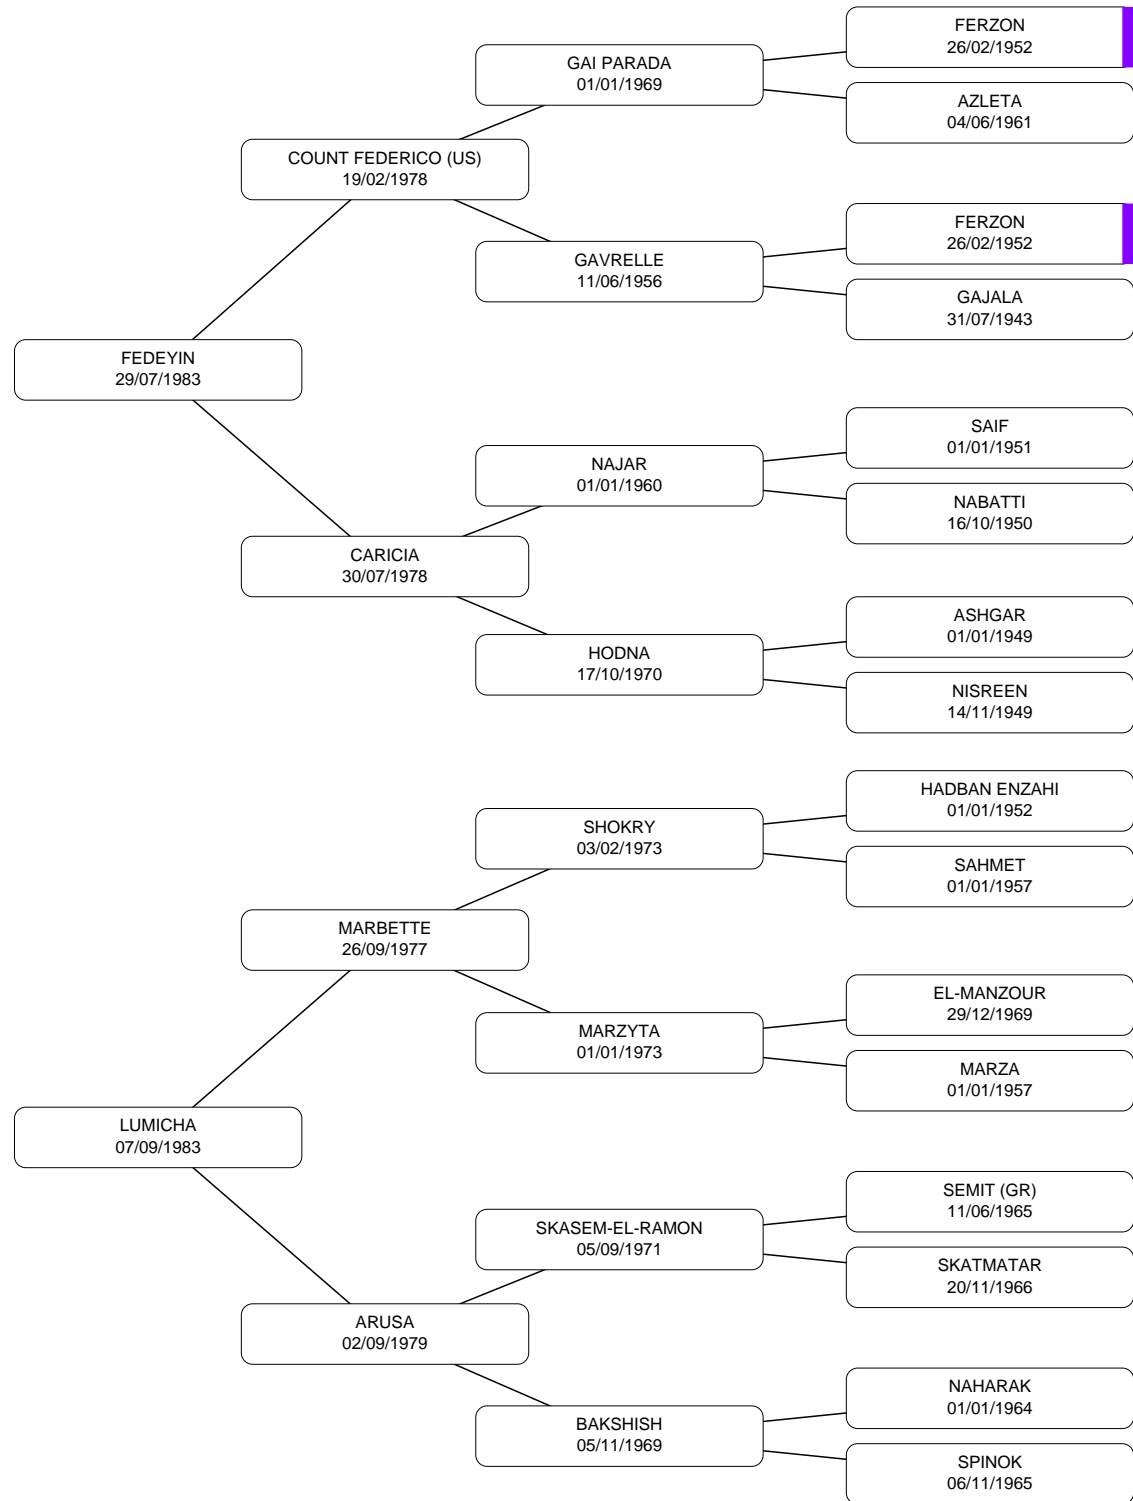 FERZON
26/02/1952
GAI PARADA
01/01/1969
AZLETA
04/06/1961
COUNT FEDERICO (US)
19/02/1978
FERZON
26/02/1952
GAVRELLE
11/06/1956
GAJALA
31/07/1943
FEDEYIN
29/07/1983
SAIF
01/01/1951
NAJAR
01/01/1960
NABATTI
16/10/1950
CARICIA
30/07/1978
ASHGAR
01/01/1949
HODNA
17/10/1970
NISREEN
14/11/1949
HADBAN ENZAHI
01/01/1952
SHOKRY
03/02/1973
SAHMET
01/01/1957
MARBETTE
26/09/1977
EL-MANZOUR
29/12/1969
MARZYTA
01/01/1973
MARZA
01/01/1957
LUMICHA
07/09/1983
SEMIT (GR)
11/06/1965
SKASEM-EL-RAMON
05/09/1971
SKATMATAR
20/11/1966
ARUSA
02/09/1979
NAHARAK
01/01/1964
BAKSHISH
05/11/1969
SPINOK
06/11/1965